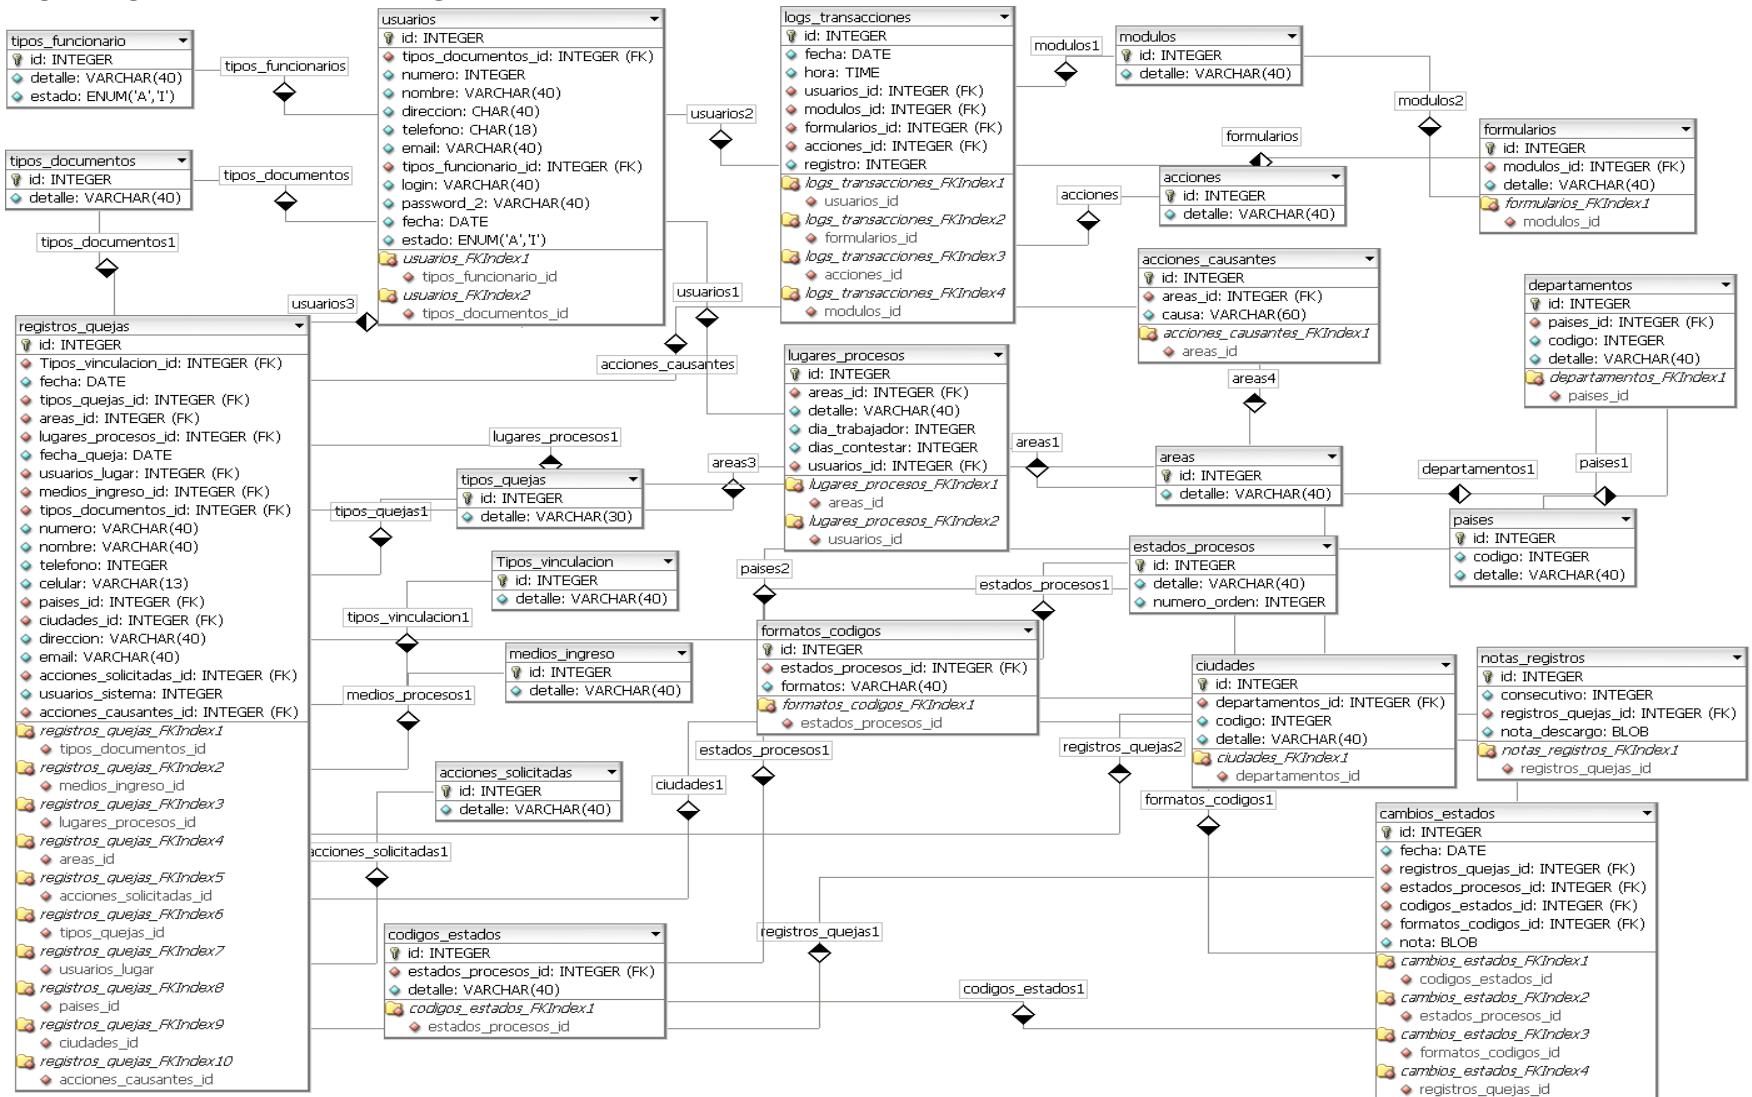 tipos_funcionario
id: INTEGER
detalle: VARCHAR(40)
estado: ENUM('A','I')
tipos_funcionarios
tipos_documentos
id: INTEGER
detalle: VARCHAR(40)
tipos_documentos
tipos_documentos1
usuarios
id: INTEGER
tipos_documentos_id: INTEGER (FK)
numero: INTEGER
nombre: VARCHAR(40)
direccion: CHAR(40)
telefono: CHAR(18)
email: VARCHAR(40)
tipos_funcionario_id: INTEGER (FK)
login: VARCHAR(40)
password_2: VARCHAR(40)
fecha: DATE
estado: ENUM('A','I')
usuarios_FKIndex1
tipos_funcionario_id
usuarios_FKIndex2
tipos_documentos_id
usuarios2
usuarios3
usuarios1
acciones_causantes
logs_transacciones
id: INTEGER
fecha: DATE
hora: TIME
usuarios_id: INTEGER (FK)
modulos_id: INTEGER (FK)
formularios_id: INTEGER (FK)
acciones_id: INTEGER (FK)
registro: INTEGER
logs_transacciones_FKIndex1
usuarios_id
logs_transacciones_FKIndex2
formularios_id
logs_transacciones_FKIndex3
acciones_id
logs_transacciones_FKIndex4
modulos_id
modulos1
modulos
id: INTEGER
detalle: VARCHAR(40)
modulos2
formularios
formularios
id: INTEGER
modulos_id: INTEGER (FK)
detalle: VARCHAR(40)
formularios_FKIndex1
modulos_id
acciones
acciones
id: INTEGER
detalle: VARCHAR(40)
acciones_causantes
id: INTEGER
areas_id: INTEGER (FK)
causa: VARCHAR(60)
acciones_causantes_FKIndex1
areas_id
departamentos
id: INTEGER
paises_id: INTEGER (FK)
codigo: INTEGER
detalle: VARCHAR(40)
departamentos_FKIndex1
paises_id
registros_quejas
id: INTEGER
Tipos_vinculacion_id: INTEGER (FK)
fecha: DATE
tipos_quejas_id: INTEGER (FK)
areas_id: INTEGER (FK)
lugares_procesos_id: INTEGER (FK)
fecha_queja: DATE
usuarios_lugar: INTEGER (FK)
medios_ingreso_id: INTEGER (FK)
tipos_documentos_id: INTEGER (FK)
numero: VARCHAR(40)
nombre: VARCHAR(40)
telefono: INTEGER
celular: VARCHAR(13)
paises_id: INTEGER (FK)
ciudades_id: INTEGER (FK)
direccion: VARCHAR(40)
email: VARCHAR(40)
acciones_solicitadas_id: INTEGER (FK)
usuarios_sistema: INTEGER
acciones_causantes_id: INTEGER (FK)
registros_quejas_FKIndex1
tipos_documentos_id
registros_quejas_FKIndex2
medios_ingreso_id
registros_quejas_FKIndex3
lugares_procesos_id
registros_quejas_FKIndex4
areas_id
registros_quejas_FKIndex5
acciones_solicitadas_id
registros_quejas_FKIndex6
tipos_quejas_id
registros_quejas_FKIndex7
usuarios_lugar
registros_quejas_FKIndex8
paises_id
registros_quejas_FKIndex9
ciudades_id
registros_quejas_FKIndex10
acciones_causantes_id
lugares_procesos
id: INTEGER
areas_id: INTEGER (FK)
detalle: VARCHAR(40)
dia_trabajador: INTEGER
dias_contestar: INTEGER
usuarios_id: INTEGER (FK)
lugares_procesos_FKIndex1
areas_id
lugares_procesos_FKIndex2
usuarios_id
areas4
areas1
areas3
areas
id: INTEGER
detalle: VARCHAR(40)
departamentos1
paises1
paises
id: INTEGER
codigo: INTEGER
detalle: VARCHAR(40)
lugares_procesos1
tipos_quejas
id: INTEGER
detalle: VARCHAR(30)
tipos_quejas1
Tipos_vinculacion
id: INTEGER
detalle: VARCHAR(40)
tipos_vinculacion1
paises2
estados_procesos1
estados_procesos
id: INTEGER
detalle: VARCHAR(40)
numero_orden: INTEGER
medios_ingreso
id: INTEGER
detalle: VARCHAR(40)
medios_procesos1
formatos_codigos
id: INTEGER
estados_procesos_id: INTEGER (FK)
formatos: VARCHAR(40)
formatos_codigos_FKIndex1
estados_procesos_id
ciudades
id: INTEGER
departamentos_id: INTEGER (FK)
codigo: INTEGER
detalle: VARCHAR(40)
ciudades_FKIndex1
departamentos_id
notas_registros
id: INTEGER
consecutivo: INTEGER
registros_quejas_id: INTEGER (FK)
nota_descargo: BLOB
notas_registros_FKIndex1
registros_quejas_id
estados_procesos1
registros_quejas2
acciones_solicitadas
id: INTEGER
detalle: VARCHAR(40)
ciudades1
formatos_codigos1
acciones_solicitadas1
cambios_estados
id: INTEGER
fecha: DATE
registros_quejas_id: INTEGER (FK)
estados_procesos_id: INTEGER (FK)
codigos_estados_id: INTEGER (FK)
formatos_codigos_id: INTEGER (FK)
nota: BLOB
cambios_estados_FKIndex1
codigos_estados_id
cambios_estados_FKIndex2
estados_procesos_id
cambios_estados_FKIndex3
formatos_codigos_id
cambios_estados_FKIndex4
registros_quejas_id
codigos_estados
id: INTEGER
estados_procesos_id: INTEGER (FK)
detalle: VARCHAR(40)
codigos_estados_FKIndex1
estados_procesos_id
registros_quejas1
codigos_estados1